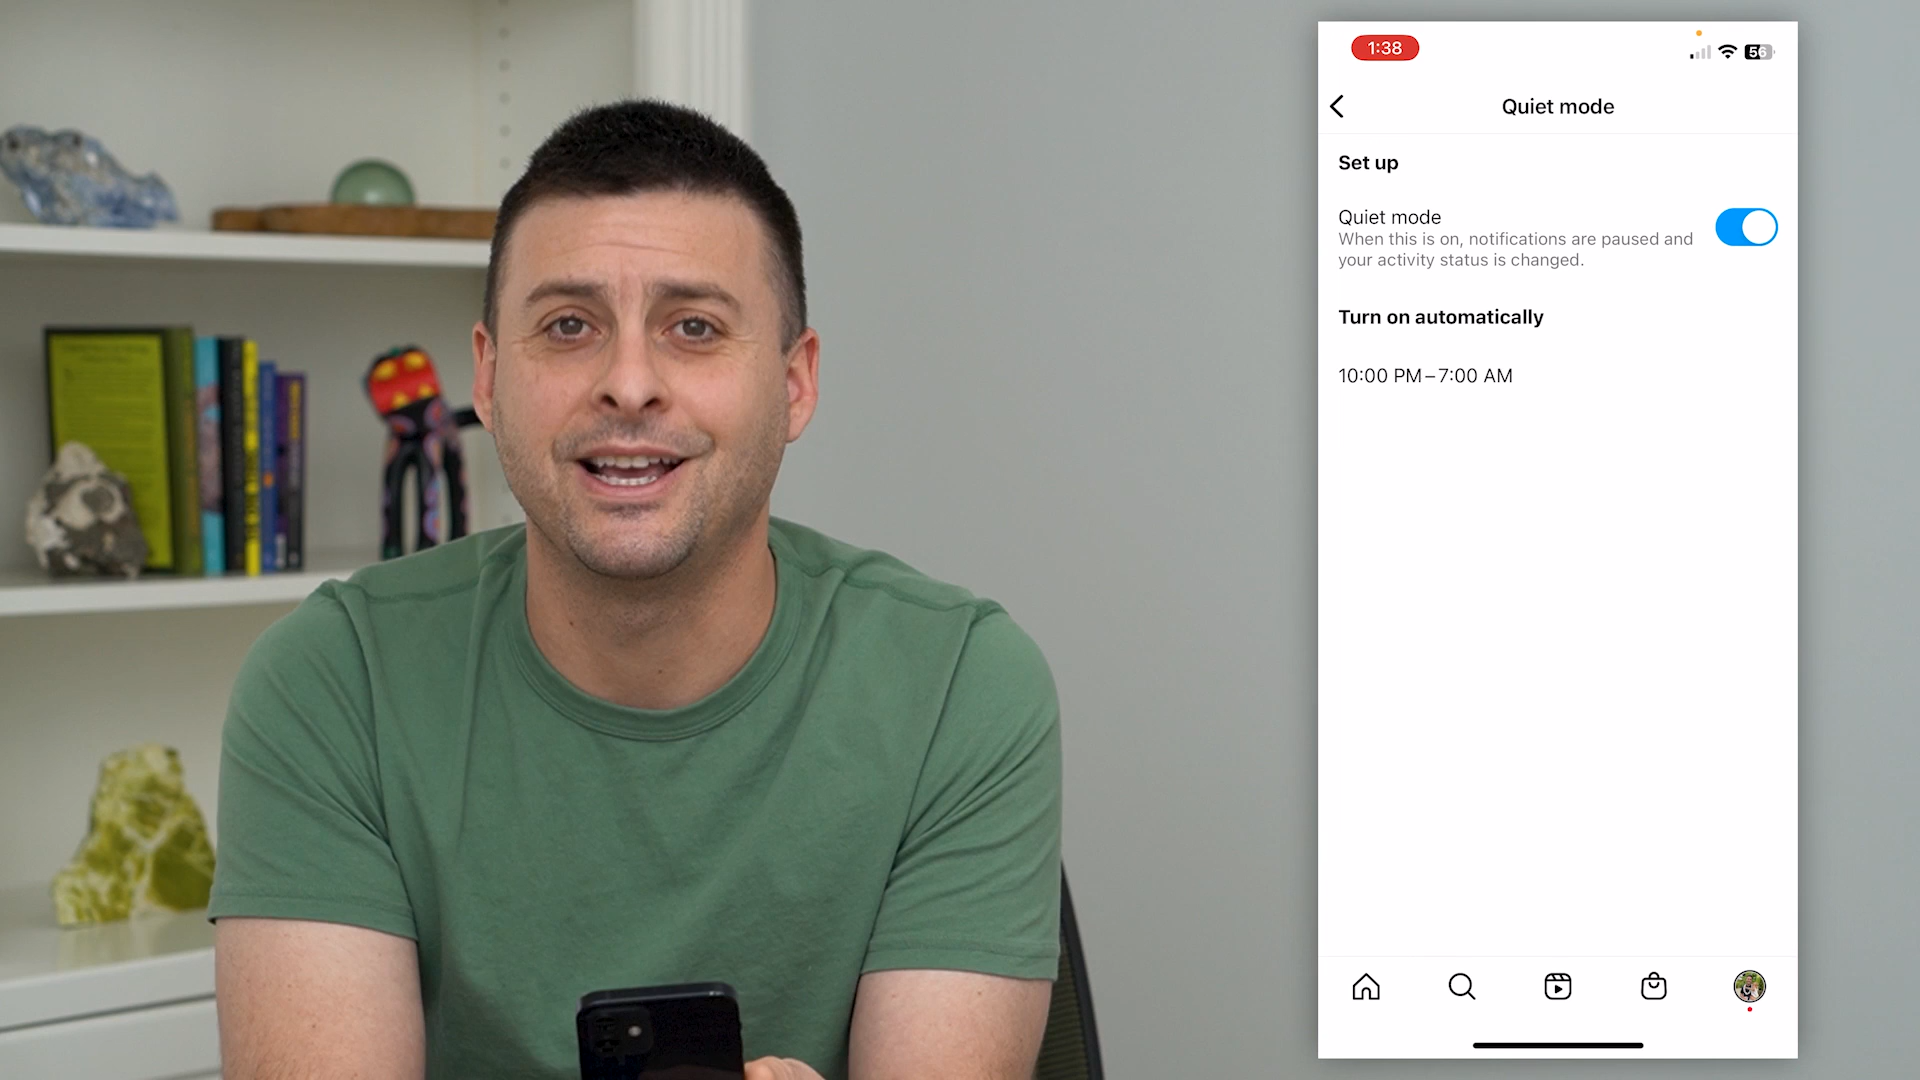 1:38
56
Quiet mode
Set up
Quiet mode
When this is on, notifications are paused and
your activity status is changed.
Turn on automatically
10:00 PM – 7:00 AM